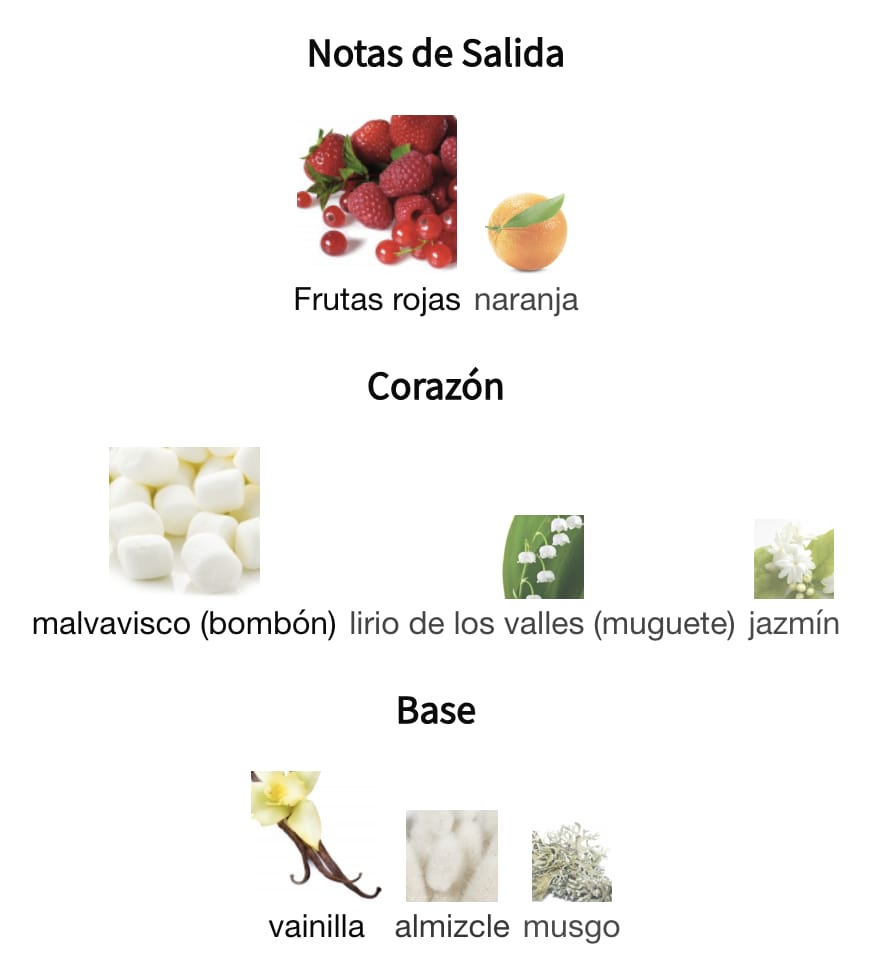 Notas de Salida
Frutas rojas naranja
Corazón
malvavisco (bombón) lirio de los valles (muguete) jazmín
Base
vainilla almizcle musgo